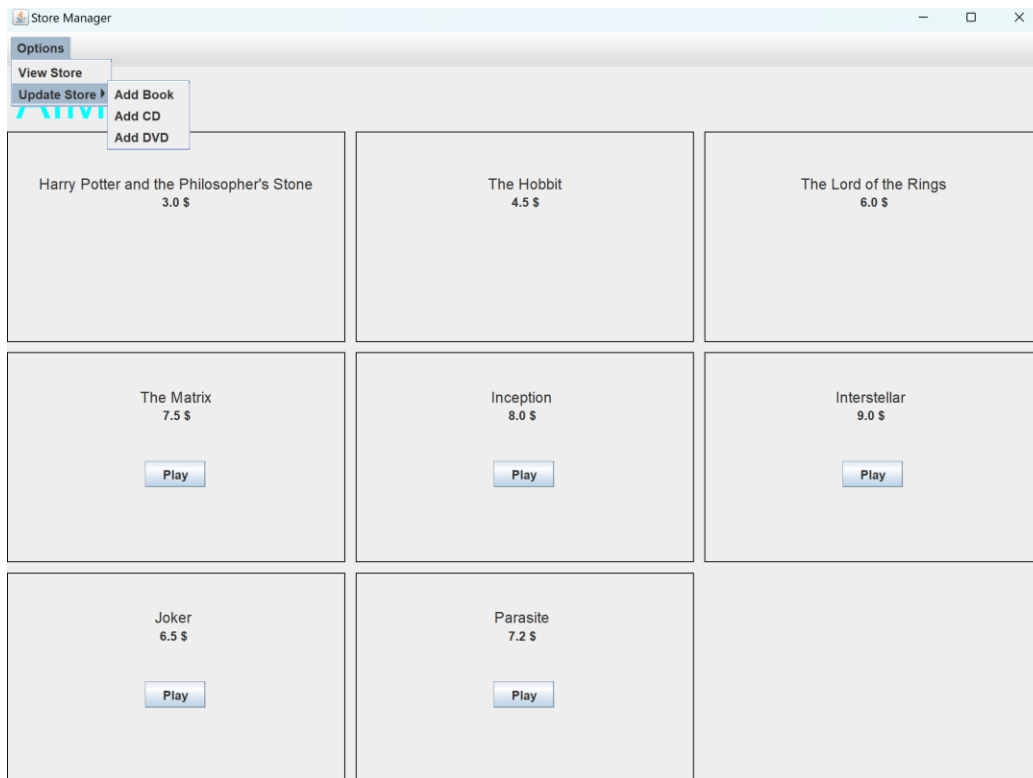 Store Manager
Options
View Store
Update Store
Add Book
Add CD
Add DVD
Harry Potter and the Philosopher's Stone
3.0 $
The Hobbit
4.5 $
The Lord of the Rings
6.0 $
The Matrix
7.5 $
Play
Inception
8.0 $
Play
Interstellar
9.0 $
Play
Joker
6.5 $
Play
Parasite
7.2 $
Play